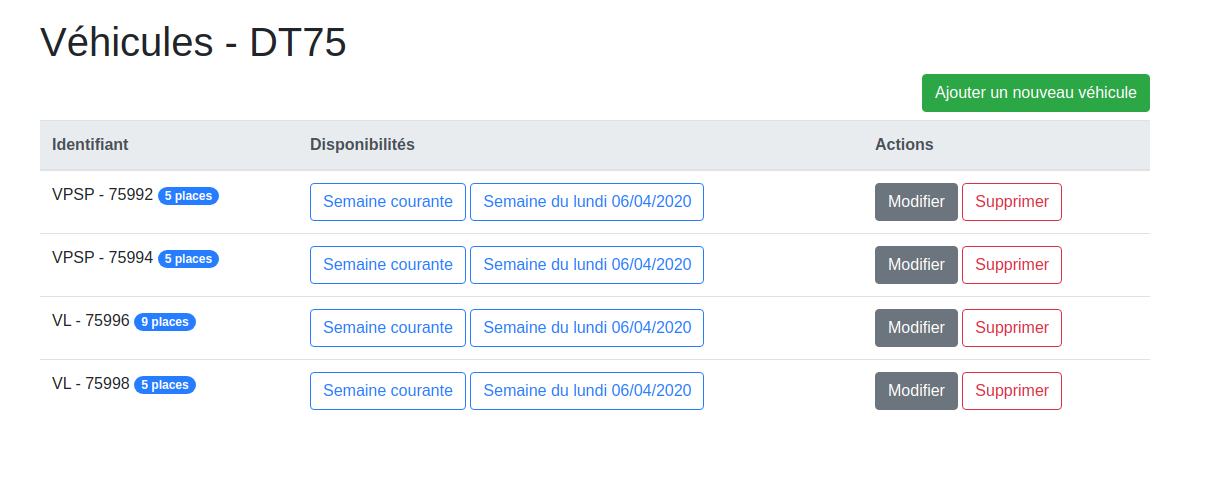 Véhicules - DT75
Ajouter un nouveau véhicule
Identifiant Disponibilités Actions
VPSP - 75992 5 places Semaine courante Semaine du lundi 06/04/2020 Modifier Supprimer
VPSP - 75994 5 places Semaine courante Semaine du lundi 06/04/2020 Modifier Supprimer
VL - 75996 9 places Semaine courante Semaine du lundi 06/04/2020 Modifier Supprimer
VL - 75998 5 places Semaine courante Semaine du lundi 06/04/2020 Modifier Supprimer